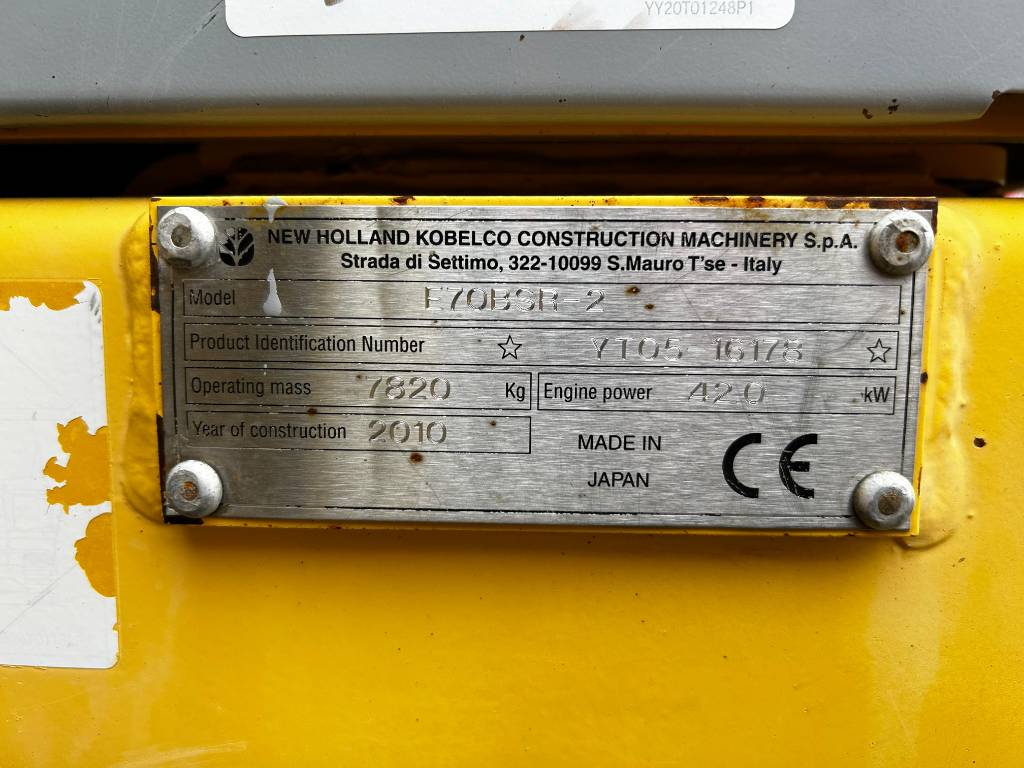 YY20T01248P1
NEW HOLLAND KOBELCO CONSTRUCTION MACHINERY S.p.A.
Strada di Settimo, 322-10099 S.Mauro T'se - Italy
Model E70BSR-2
Product Identification Number ☆ YT05-16178 ☆
Operating mass 7820 Kg Engine power 42.0 kW
Year of construction 2010
MADE IN
JAPAN
CE